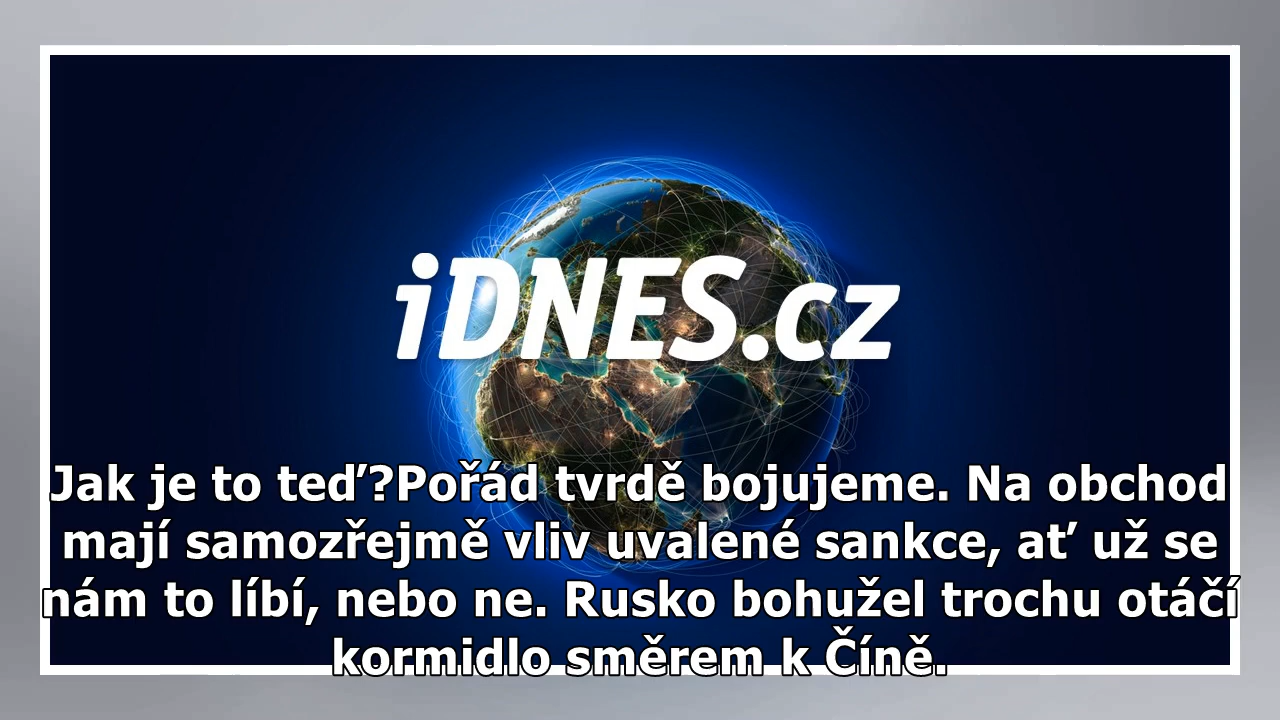 iDNES.cz
Jak je to teď?Pořád tvrdě bojujeme. Na obchod
mají samozřejmě vliv uvalené sankce, ať už se
nám to líbí, nebo ne. Rusko bohužel trochu otáčí
kormidlo směrem k Číně.